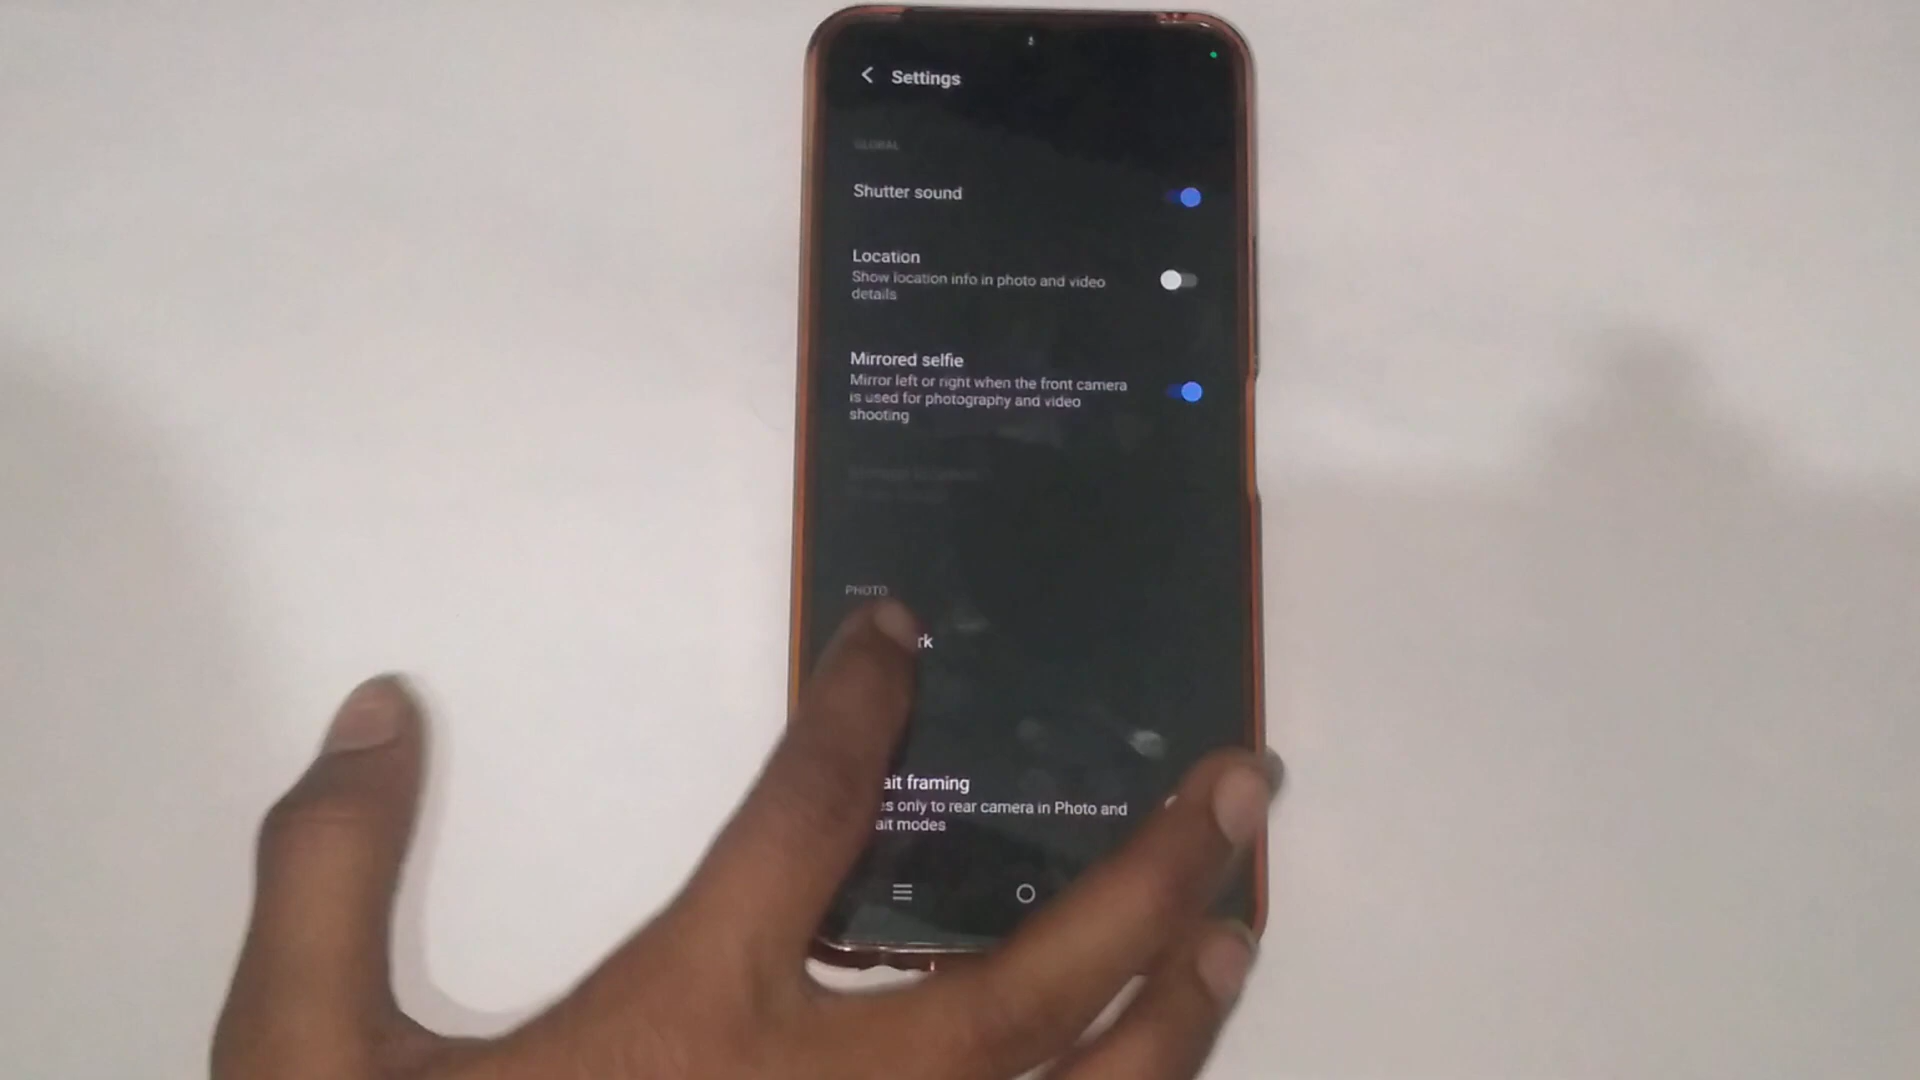 Settings
GLOBAL
Shutter sound
Location
Show location info in photo and video
details
Mirrored selfie
Mirror left or right when the front camera
is used for photography and video
shooting
PHOTO
rk
ait framing
es only to rear camera in Photo and
ait modes